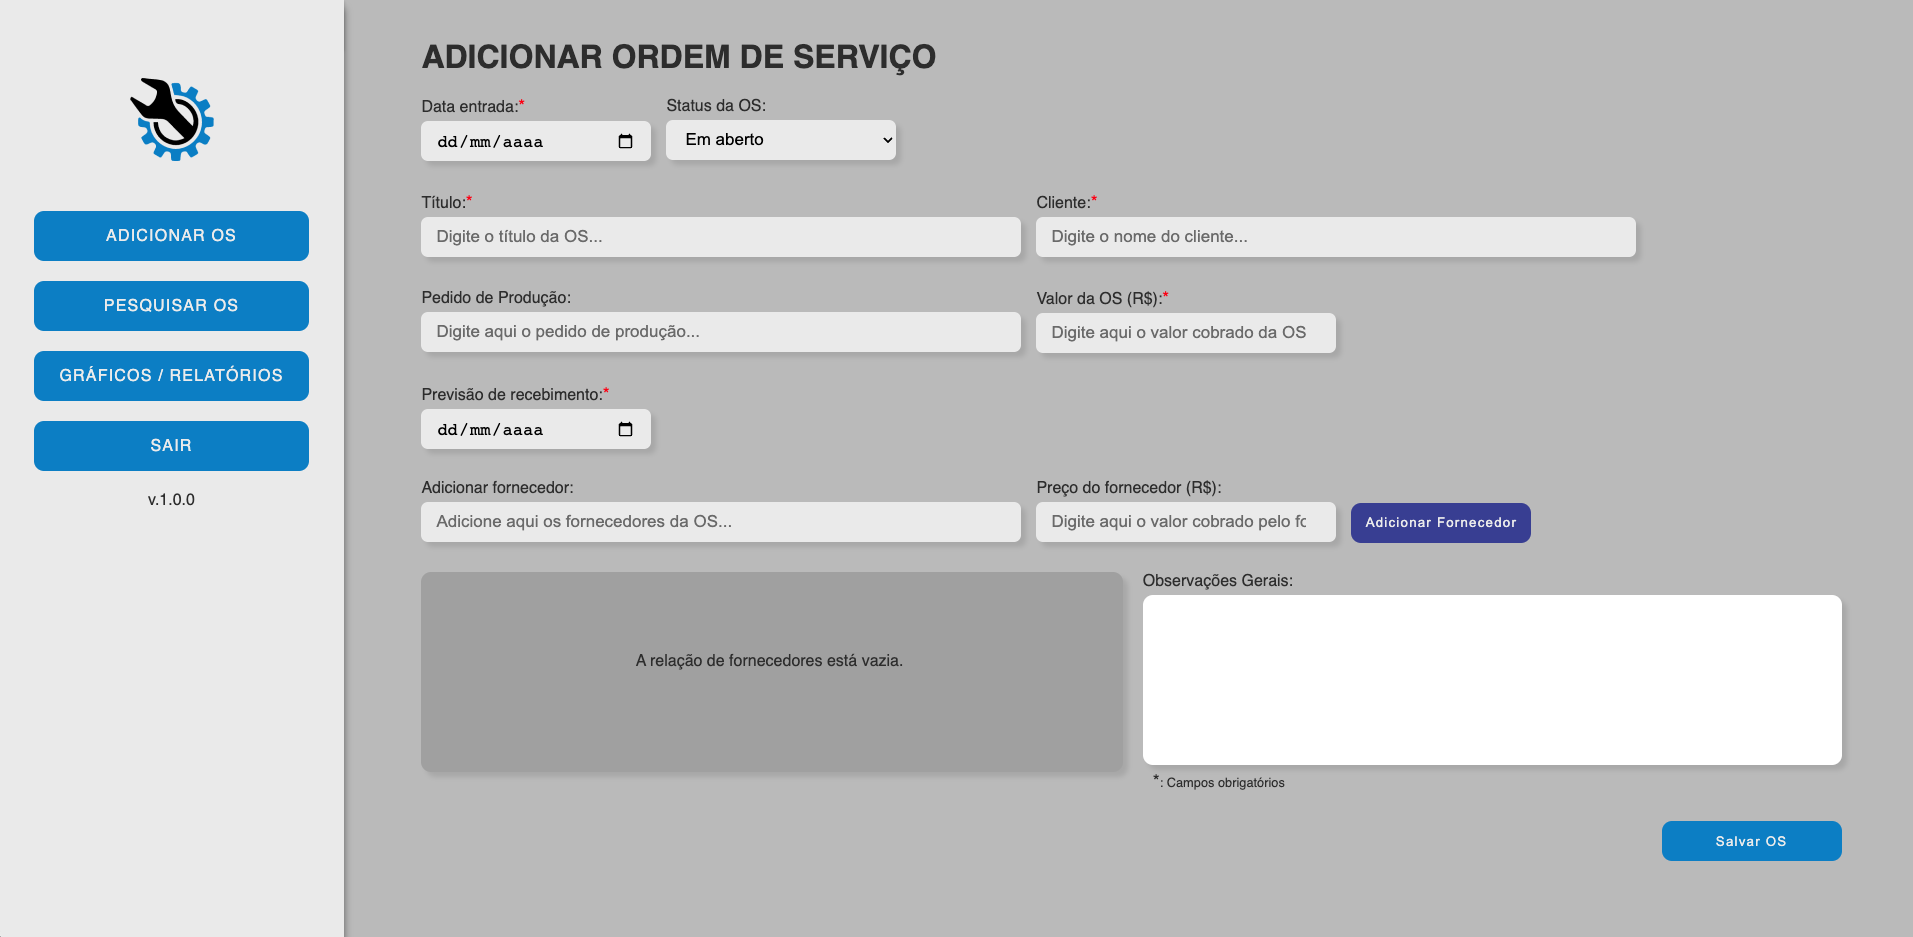 ADICIONAR OS
PESQUISAR OS
GRÁFICOS / RELATÓRIOS
SAIR
v.1.0.0
ADICIONAR ORDEM DE SERVIÇO
Data entrada:* Status da OS:
dd/mm/aaaa Em aberto
Título:* Cliente:*
Digite o título da OS... Digite o nome do cliente...
Pedido de Produção: Valor da OS (R$):*
Digite aqui o pedido de produção... Digite aqui o valor cobrado da OS
Previsão de recebimento:*
dd/mm/aaaa
Adicionar fornecedor: Preço do fornecedor (R$):
Adicione aqui os fornecedores da OS... Digite aqui o valor cobrado pelo Adicionar Fornecedor
Observações Gerais:
A relação de fornecedores está vazia.
*: Campos obrigatórios
Salvar OS